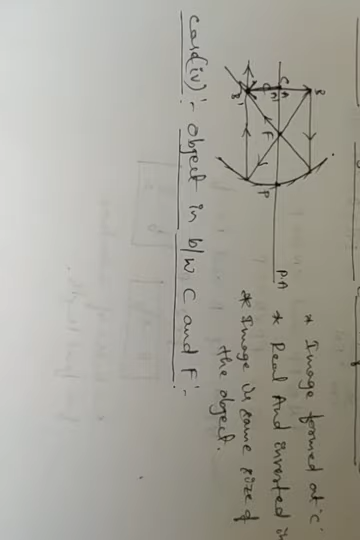 * Image formed at 'C'.
* Real And inverted i
* Image is same size of
the object.
B
C A
A'
B'
F
P
P.A
Case(iv):- Object in b/w C and F:-